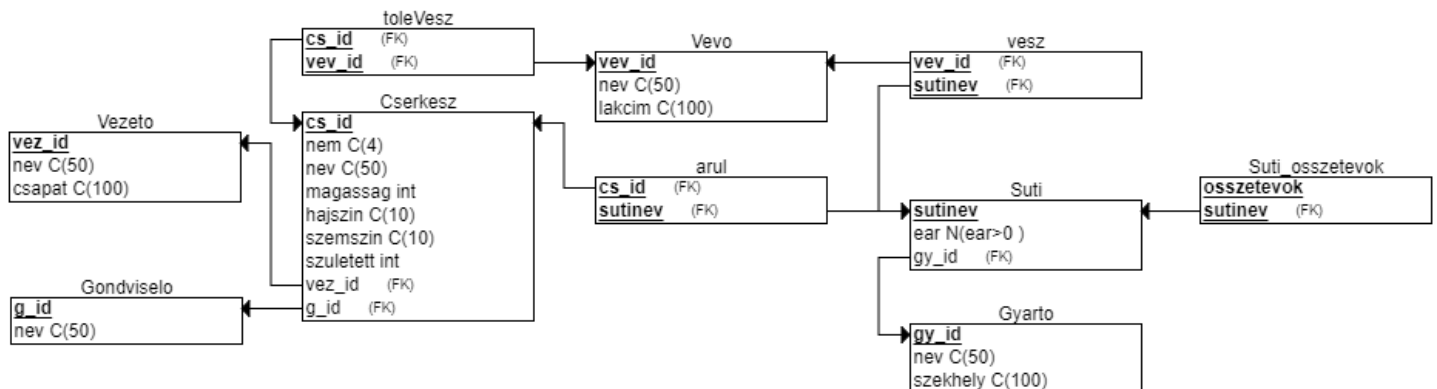 toleVesz
cs_id (FK)
vev_id (FK)
Vevo
vev_id
nev C(50)
lakcim C(100)
vesz
vev_id (FK)
sutinev (FK)
Vezeto
vez_id
nev C(50)
csapat C(100)
Cserkesz
cs_id
nem C(4)
nev C(50)
magassag int
hajszin C(10)
szemszin C(10)
szuletett int
vez_id (FK)
g_id (FK)
arul
cs_id (FK)
sutinev (FK)
Suti
sutinev
ear N(ear>0 )
gy_id (FK)
Suti_osszetevok
osszetevok
sutinev (FK)
Gondviselo
g_id
nev C(50)
Gyarto
gy_id
nev C(50)
szekhely C(100)